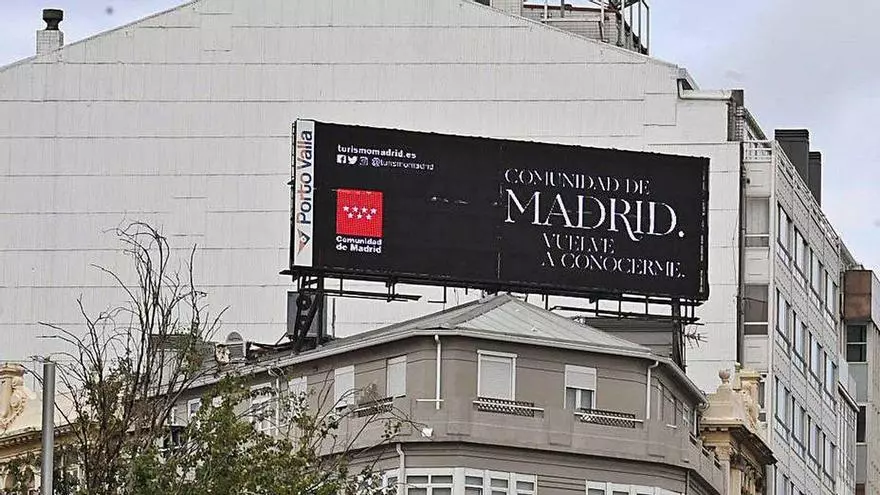 Porto Valla
turismomadrid.es
@turismomadrid
Comunidad
de Madrid
COMUNIDAD DE
MADRID.
VUELVE
A CONOCERME.